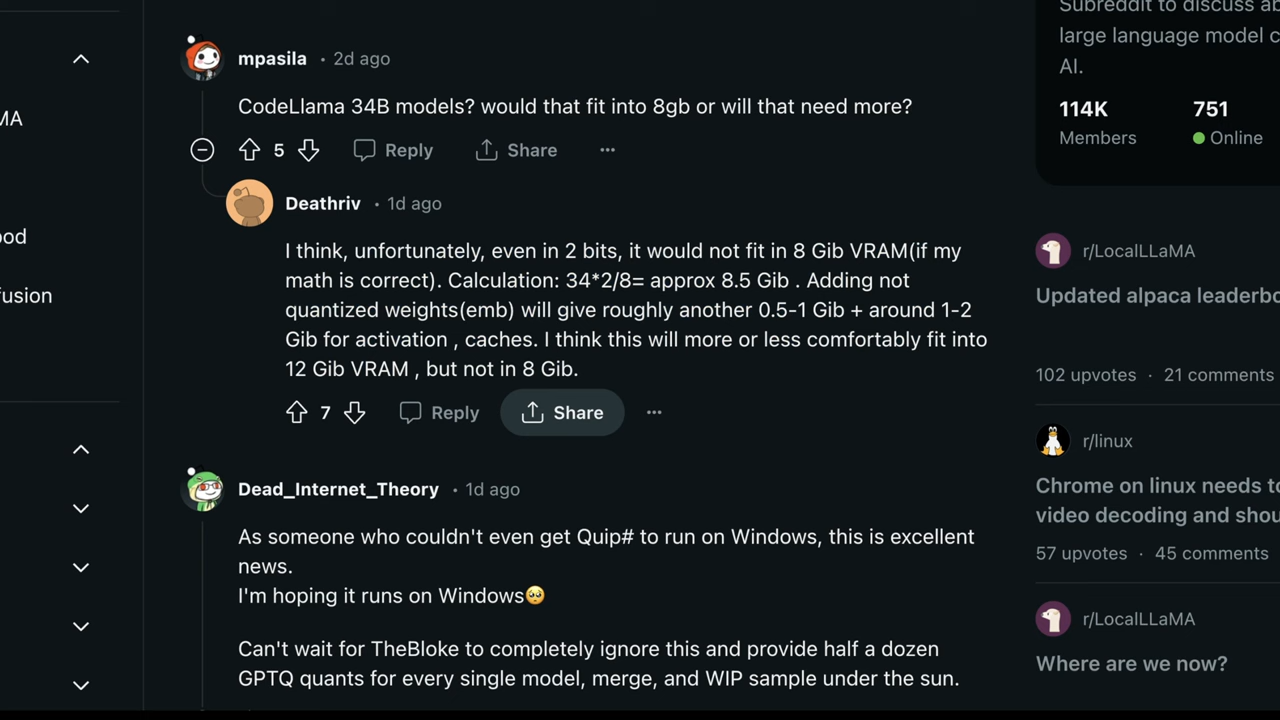 mpasila • 2d ago
CodeLlama 34B models? would that fit into 8gb or will that need more?
5 Reply Share ...
Deathriv • 1d ago
I think, unfortunately, even in 2 bits, it would not fit in 8 Gib VRAM(if my
math is correct). Calculation: 34*2/8= approx 8.5 Gib . Adding not
quantized weights(emb) will give roughly another 0.5-1 Gib + around 1-2
Gib for activation , caches. I think this will more or less comfortably fit into
12 Gib VRAM , but not in 8 Gib.
7 Reply Share ...
Dead_Internet_Theory • 1d ago
As someone who couldn't even get Quip# to run on Windows, this is excellent
news.
I'm hoping it runs on Windows🥺
Can't wait for TheBloke to completely ignore this and provide half a dozen
GPTQ quants for every single model, merge, and WIP sample under the sun.
MA
ood
fusion
Subreddit to discuss ab
large language model c
AI.
114K 751
Members Online
r/LocalLLaMA
Updated alpaca leaderbo
102 upvotes · 21 comments
r/linux
Chrome on linux needs to
video decoding and shou
57 upvotes · 45 comments
r/LocalLLaMA
Where are we now?